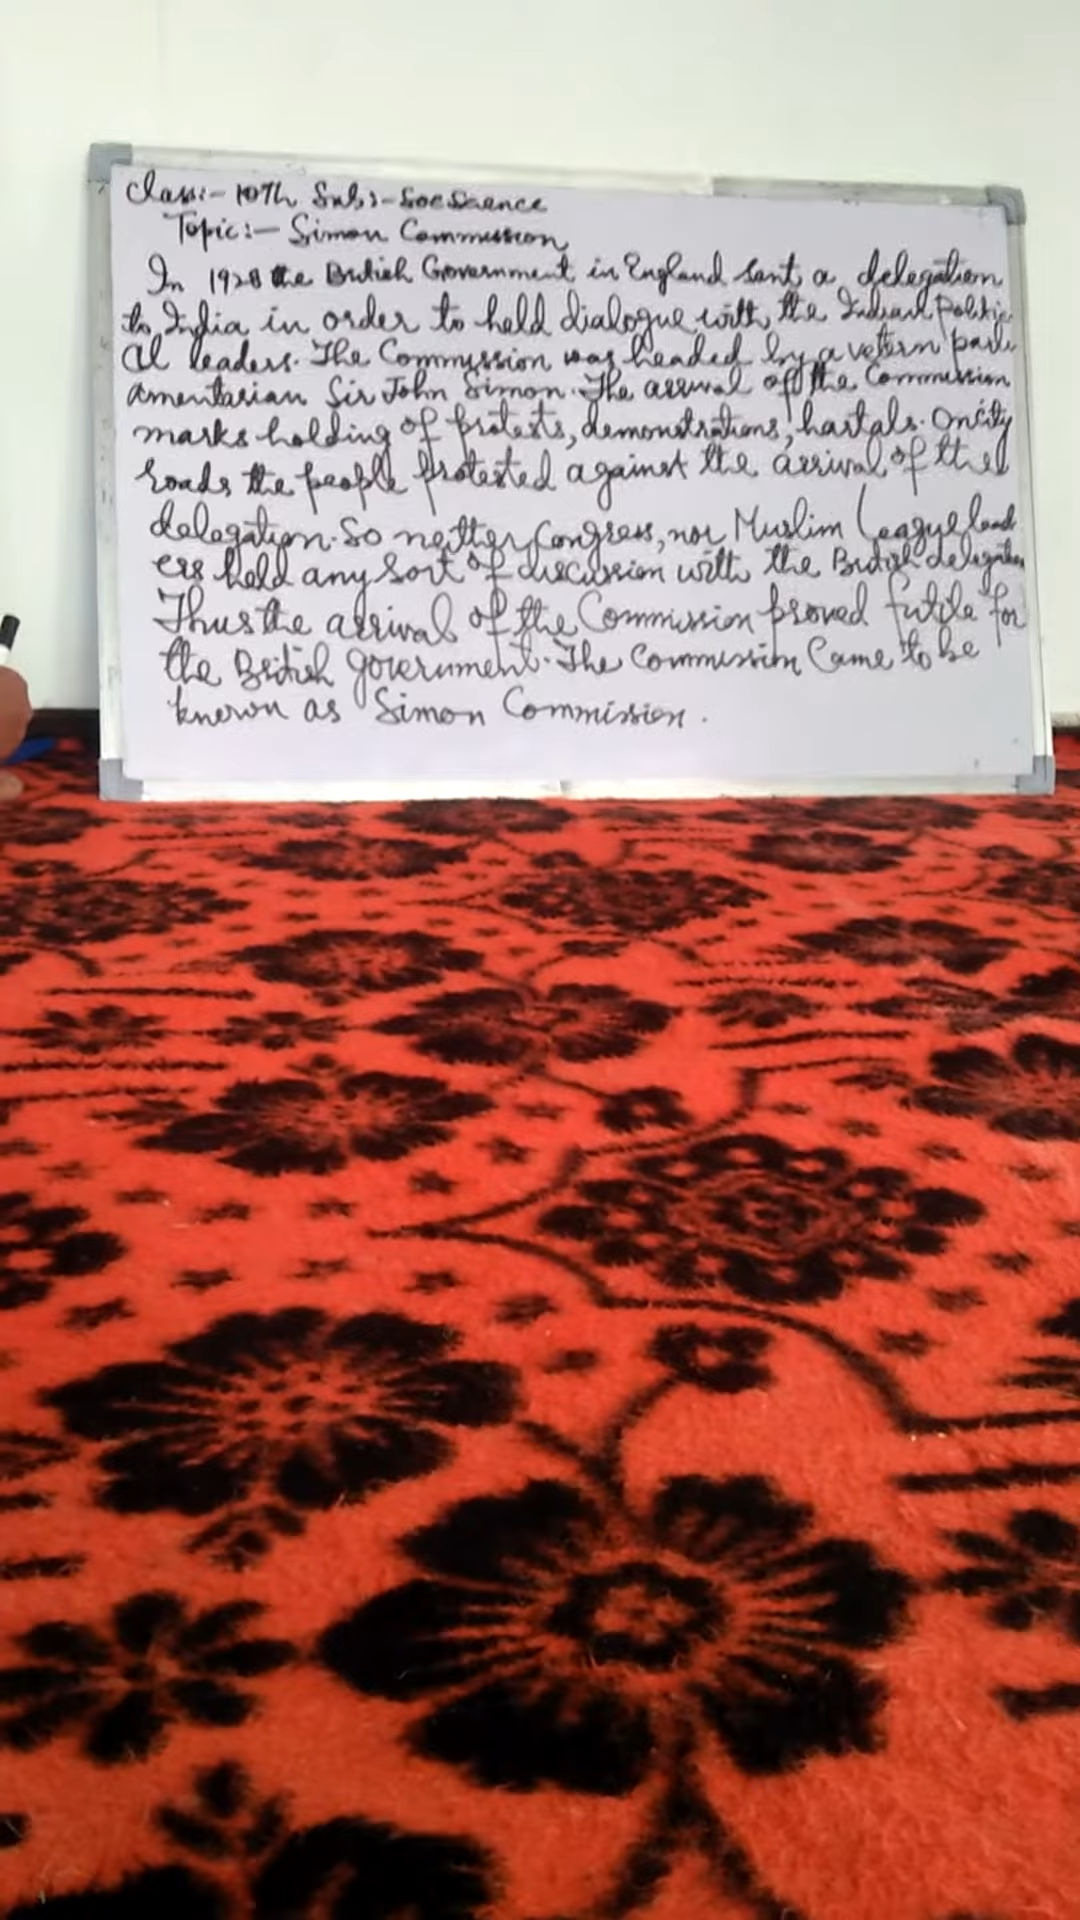 Class:- 10th Sub:- Soc Science
Topic:- Simon Commission
In 1928 the British Government in England sent a delegation
to India in order to held dialogue with the Indian Politic
al leaders. The Commission was headed by a vetern parli
amentarian Sir John Simon. The arrival of the Commission
marks holding of protests, demonstrations, hartals. On city
roads the people protested against the arrival of the
delegation. So neither Congress, nor Muslim League lead
ers held any sort of discussion with the British delegation
Thus the arrival of the Commission proved futile for
the British government. The Commission Came to be
known as Simon Commission.